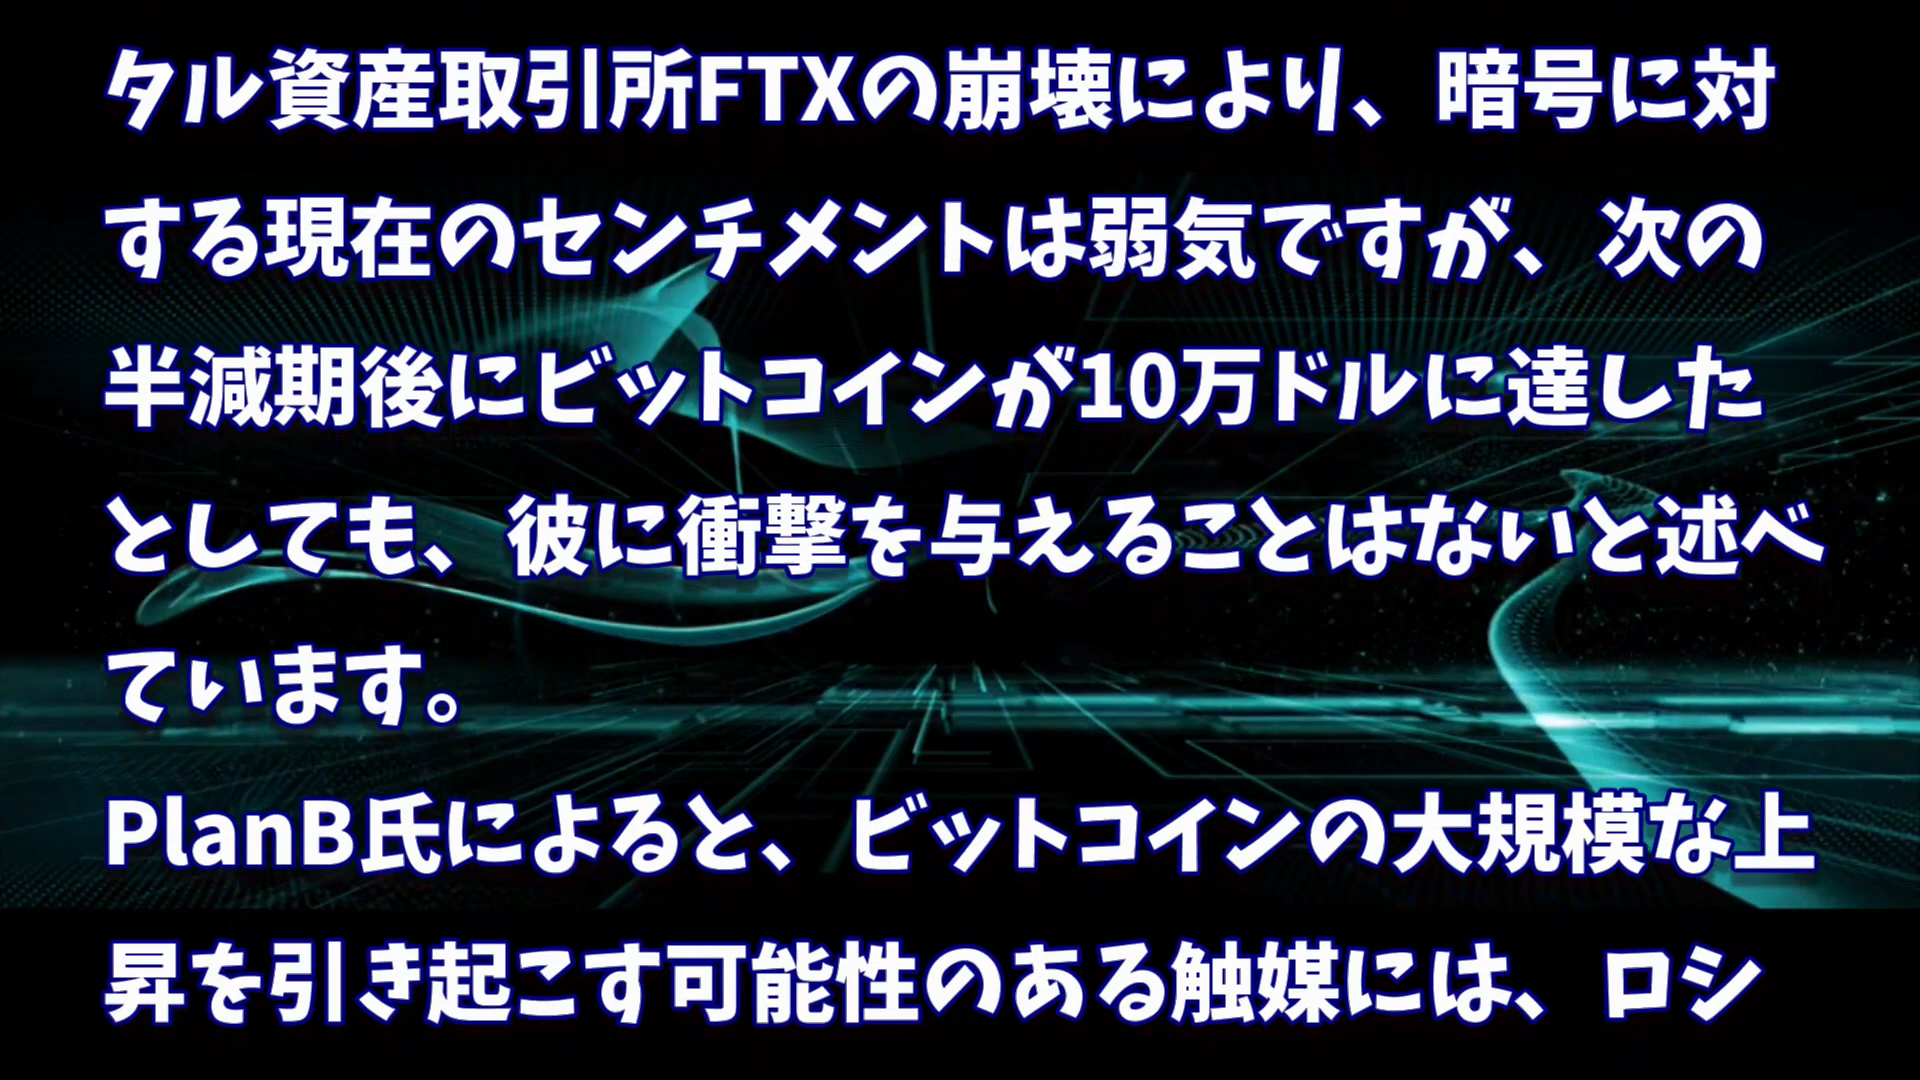 タル資産取引所FTXの崩壊により、暗号に対
する現在のセンチメントは弱気ですが、次の
半減期後にビットコインが10万ドルに達した
としても、彼に衝撃を与えることはないと述べ
ています。
PlanB氏によると、ビットコインの大規模な上
昇を引き起こす可能性のある触媒には、ロシ